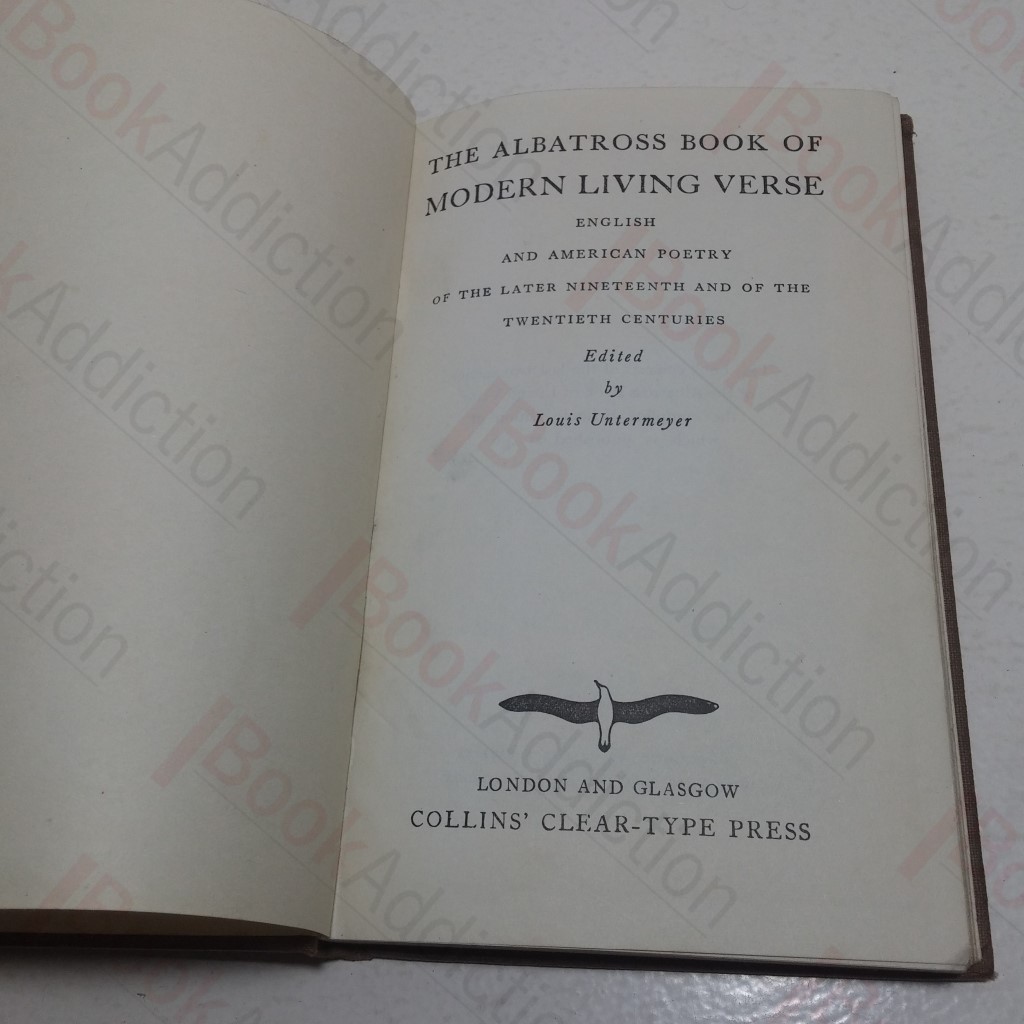 THE ALBATROSS BOOK OF
MODERN LIVING VERSE
ENGLISH
AND AMERICAN POETRY
OF THE LATER NINETEENTH AND OF THE
TWENTIETH CENTURIES
Edited
by
Louis Untermeyer
LONDON AND GLASGOW
COLLINS' CLEAR-TYPE PRESS
BookAddiction